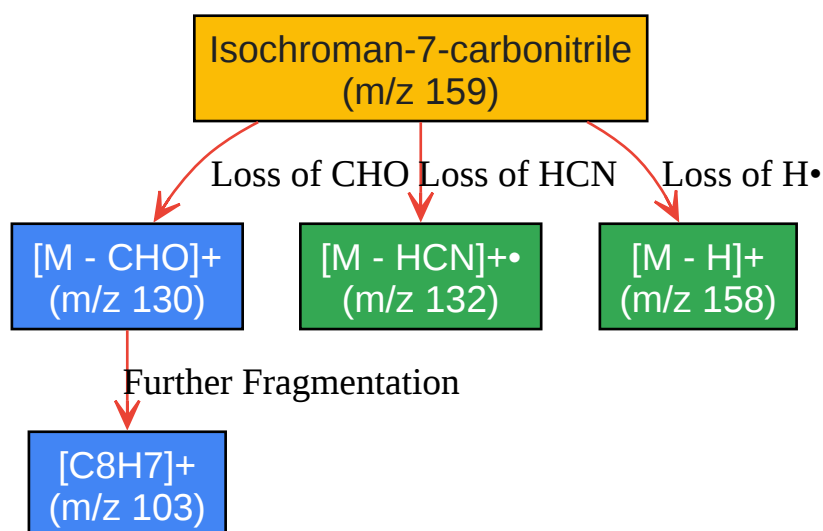 Isochroman-7-carbonitrile
(m/z 159)
Loss of CHO
Loss of HCN
Loss of H•
[M - CHO]+
(m/z 130)
[M - HCN]+•
(m/z 132)
[M - H]+
(m/z 158)
Further Fragmentation
[C8H7]+
(m/z 103)